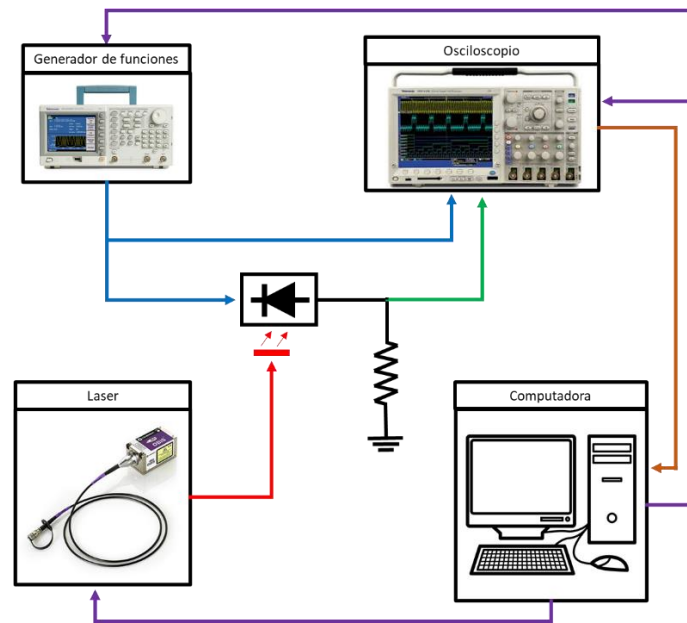 Generador de funciones
Osciloscopio
Laser
Computadora